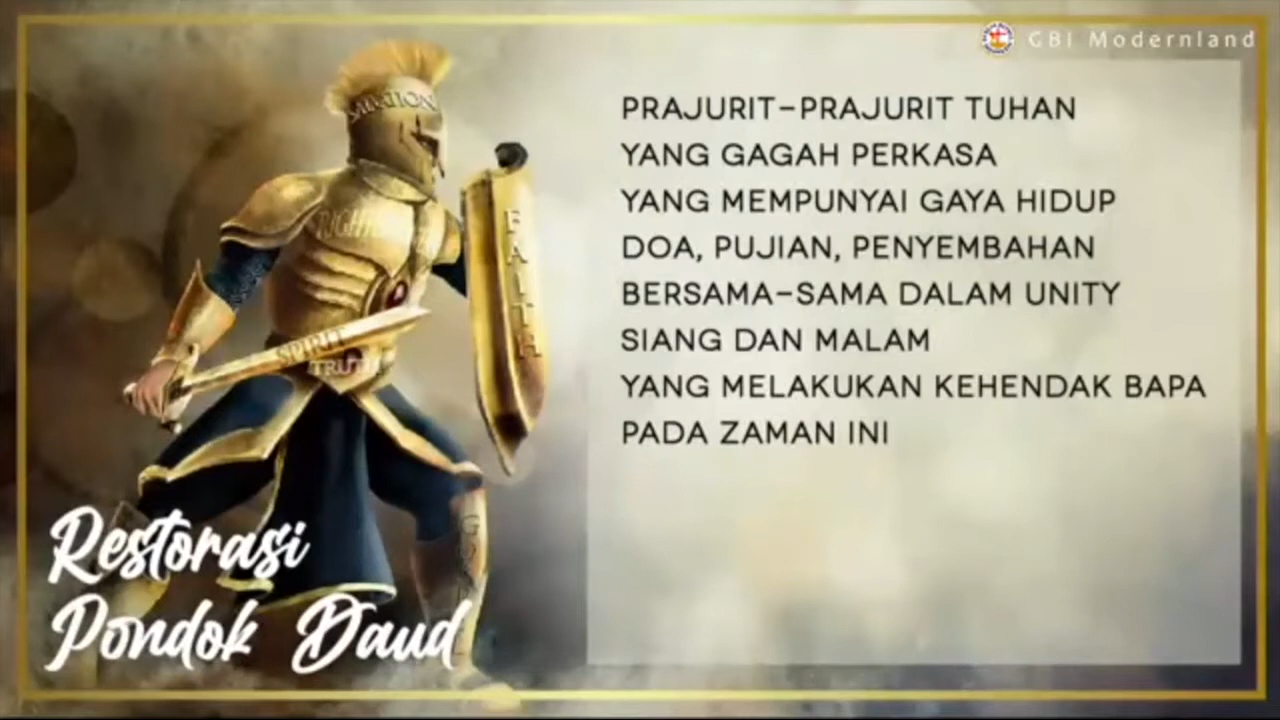 GBI Modernland
PRAJURIT-PRAJURIT TUHAN
YANG GAGAH PERKASA
YANG MEMPUNYAI GAYA HIDUP
DOA, PUJIAN, PENYEMBAHAN
BERSAMA-SAMA DALAM UNITY
SIANG DAN MALAM
YANG MELAKUKAN KEHENDAK BAPA
PADA ZAMAN INI
SALVATION
FAITH
SPIRIT
TRUTH
Restorasi
Pondok Daud